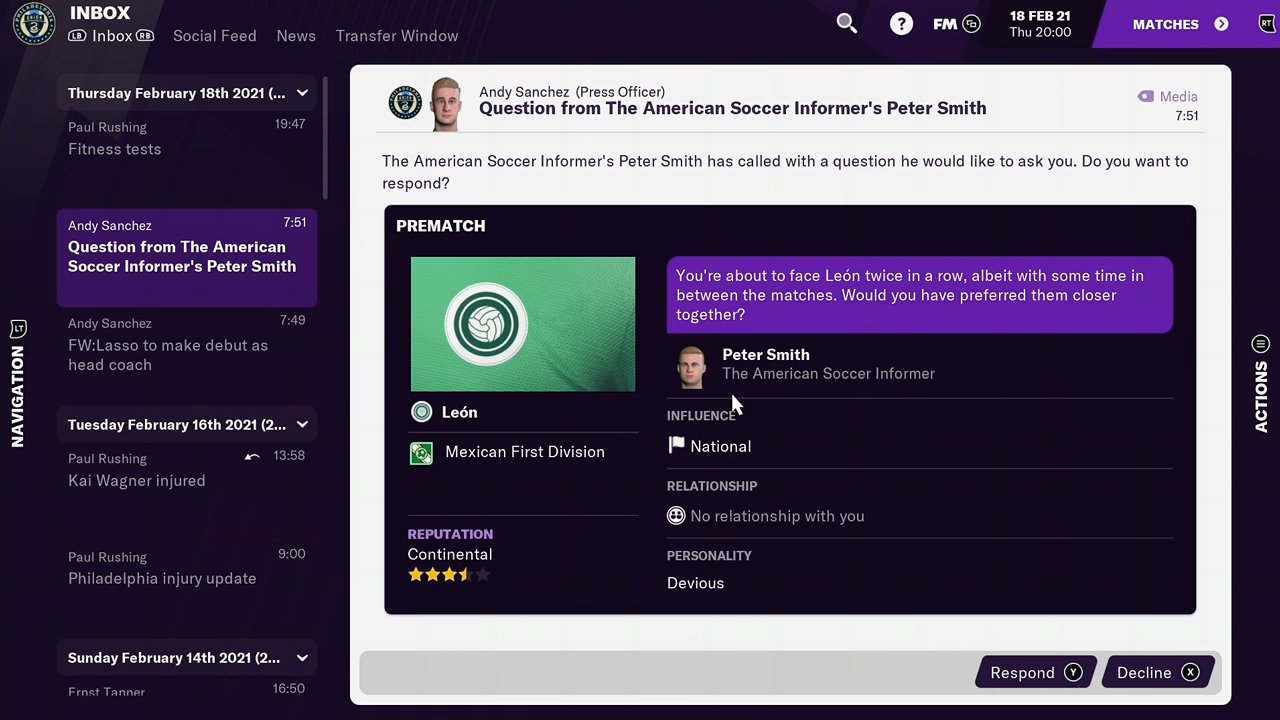 INBOX
LB Inbox RB
Social Feed
News
Transfer Window
?
FM
18 FEB 21
Thu 20:00
MATCHES
RT
Thursday February 18th 2021 (...
Paul Rushing
19:47
Fitness tests
Andy Sanchez
7:51
Question from The American
Soccer Informer's Peter Smith
Andy Sanchez
7:49
FW:Lasso to make debut as
head coach
Tuesday February 16th 2021 (2...
Paul Rushing
13:58
Kai Wagner injured
Paul Rushing
9:00
Philadelphia injury update
Sunday February 14th 2021 (2...
Ernst Tanner
16:50
NAVIGATION
LT
Andy Sanchez (Press Officer)
Question from The American Soccer Informer's Peter Smith
Media
7:51
The American Soccer Informer's Peter Smith has called with a question he would like to ask you. Do you want to
respond?
PREMATCH
León
Mexican First Division
REPUTATION
Continental
You're about to face León twice in a row, albeit with some time in
between the matches. Would you have preferred them closer
together?
Peter Smith
The American Soccer Informer
INFLUENCE
National
RELATIONSHIP
No relationship with you
PERSONALITY
Devious
Respond Y
Decline X
ACTIONS